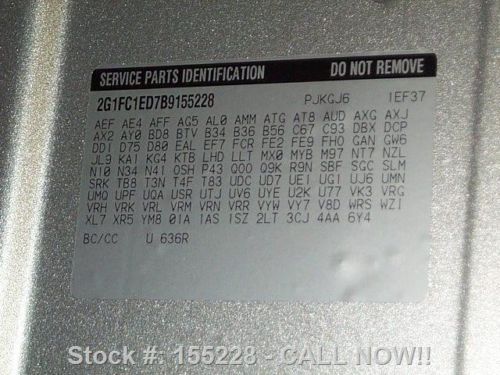 SERVICE PARTS IDENTIFICATION DO NOT REMOVE
2G1FC1ED7B9155228 PJKGJ6 1EF37
AEF AE4 AFF AG5 AL0 AMM ATG AT8 AUD AXG AXJ
AX2 AY0 BD8 BTV B34 B36 B56 C67 C93 DBX DCP
DD1 D75 D80 EAL EF7 FCR FE2 FE9 FHO GAN GW6
JL9 KA1 KG4 KTB LHD LLT MX0 MYB M97 NT7 NZL
N10 N34 N41 OSH P43 Q0O Q9K R9N SBF SGC SLM
SRK TB8 T3N T4F T83 UDC UD7 UE1 UG1 UJ6 UMN
UMQ UPF UQA USR UTJ UV6 UYE U2K U77 VK3 VRG
VRH VRK VRL VRM VRN VRR VYW VY7 V8D WRS WZ1
XL7 XR5 YM8 01A 1AS 1SZ 2LT 3CJ 4AA 6Y4
BC/CC U 636R
Stock #: 155228 - CALL NOW!!